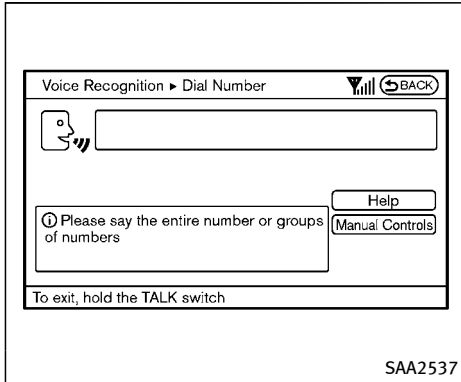 Voice Recognition ▸ Dial Number
BACK
Help
ⓘ Please say the entire number or groups
of numbers
Manual Controls
To exit, hold the TALK switch
SAA2537